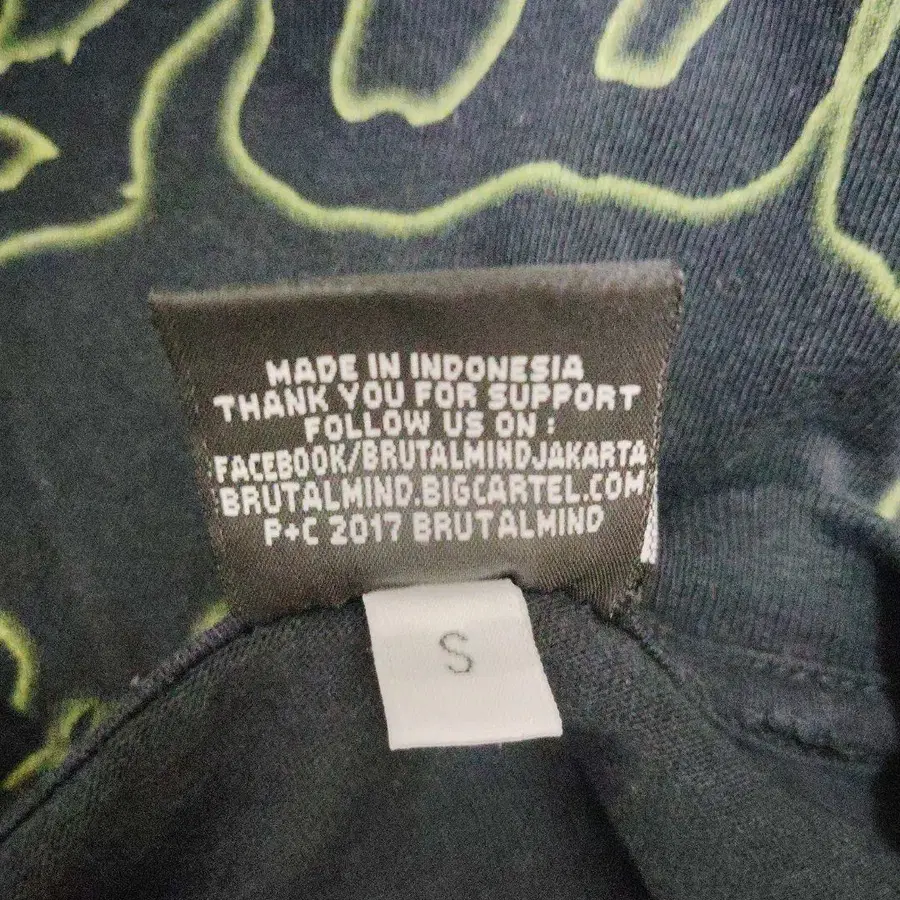 MADE IN INDONESIA
THANK YOU FOR SUPPORT
FOLLOW US ON :
FACEBOOK/BRUTALMINDJAKARTA
BRUTALMIND.BIGCARTEL.COM
P+C 2017 BRUTALMIND
S